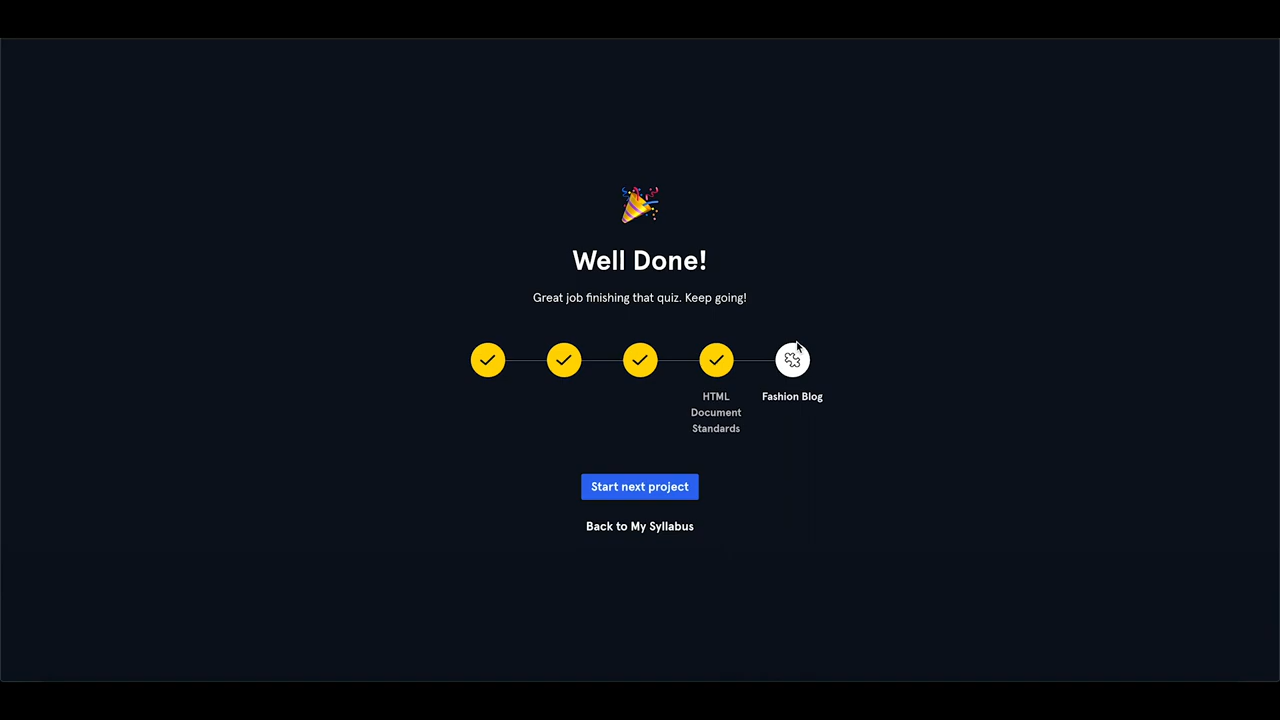 Well Done!
Great job finishing that quiz. Keep going!
HTML
Document
Standards
Fashion Blog
Start next project
Back to My Syllabus